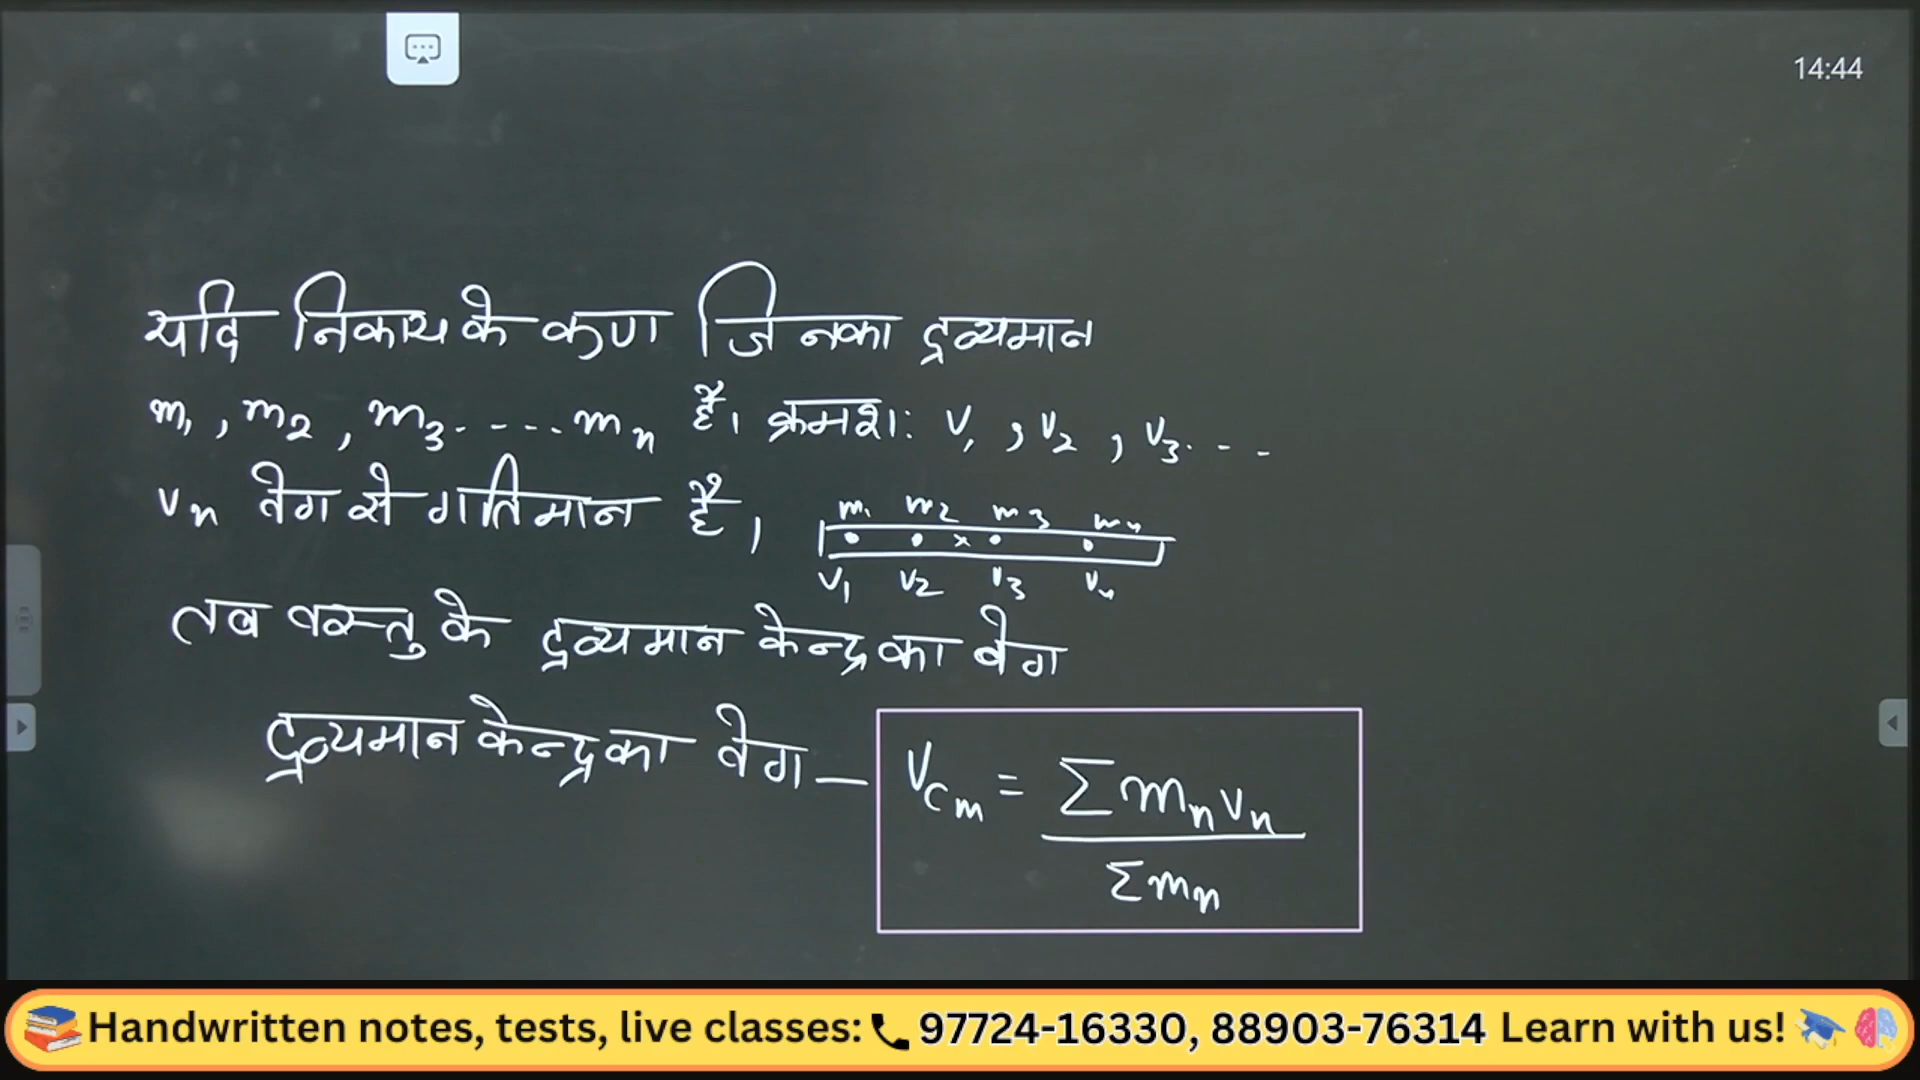 14:44
यदि निकाय के कण जिनका द्रव्यमान
m₁, m₂, m₃.....mₙ हैं। क्रमशः v₁, v₂, v₃...
vₙ वेग से गतिमान हैं,
m₁ m₂ m₃ mₙ
v₁ v₂ v₃ vₙ
तब वस्तु के द्रव्यमान केन्द्र का वेग
द्रव्यमान केन्द्र का वेग — Vcm = Σmₙvₙ / Σmₙ
Handwritten notes, tests, live classes: 97724-16330, 88903-76314 Learn with us!